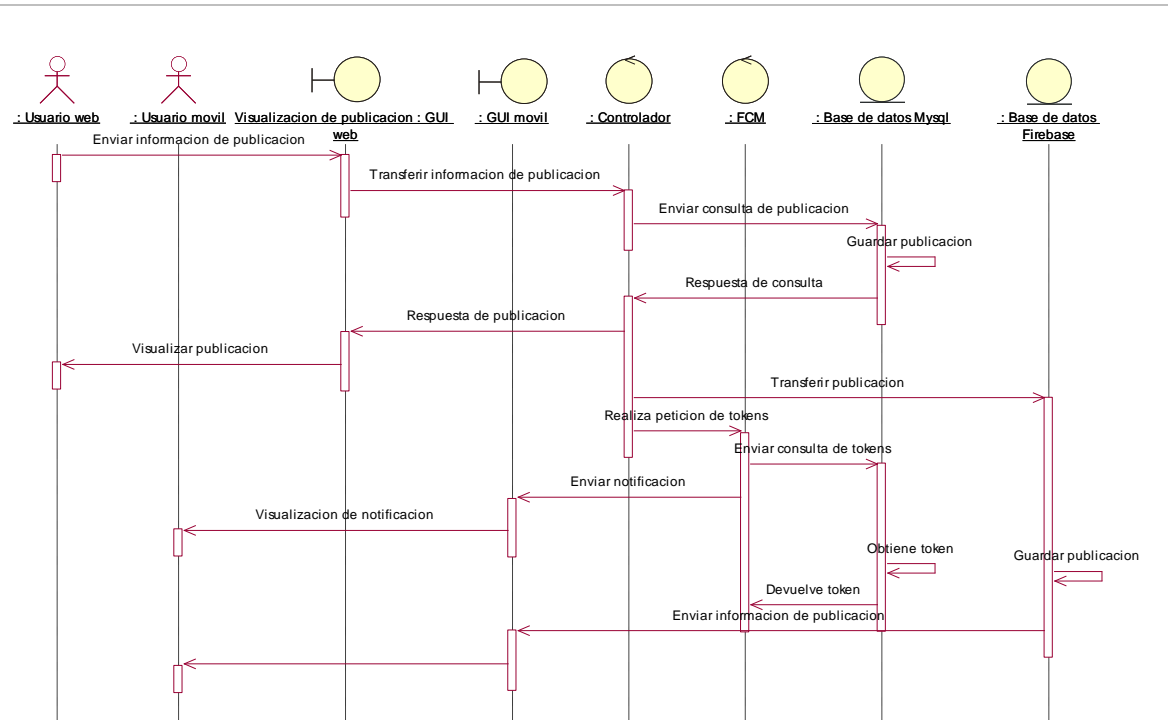 : Usuario web
: Usuario movil
Visualizacion de publicacion : GUI
web
: GUI movil
: Controlador
: FCM
: Base de datos Mysql
: Base de datos
Firebase
Enviar informacion de publicacion
Transferir informacion de publicacion
Enviar consulta de publicacion
Guardar publicacion
Respuesta de consulta
Respuesta de publicacion
Visualizar publicacion
Transferir publicacion
Realiza peticion de tokens
Enviar consulta de tokens
Enviar notificacion
Visualizacion de notificacion
Obtiene token
Guardar publicacion
Devuelve token
Enviar informacion de publicacion